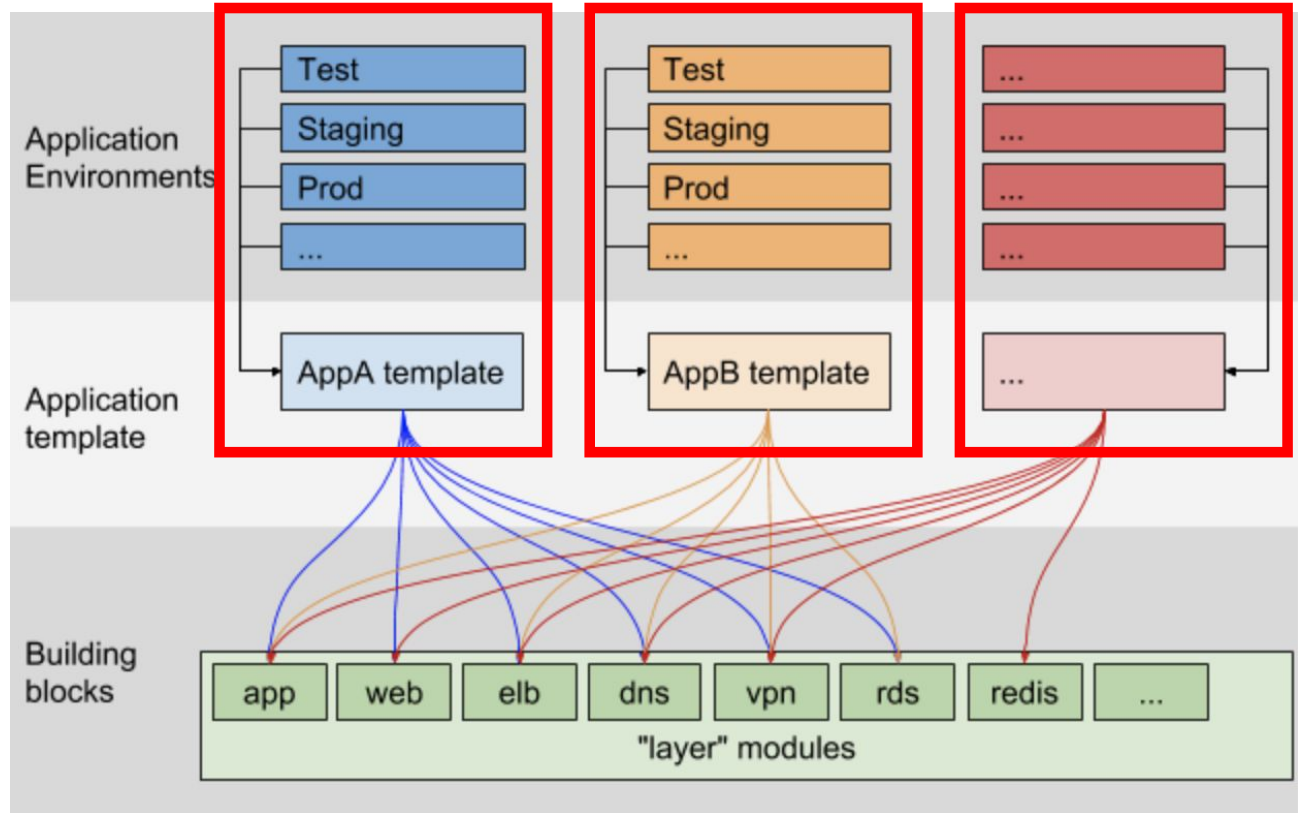 Application
Environments
Test
Staging
Prod
...
Test
Staging
Prod
...
...
...
...
...
Application
template
AppA template
AppB template
...
Building
blocks
app
web
elb
dns
vpn
rds
redis
...
"layer" modules